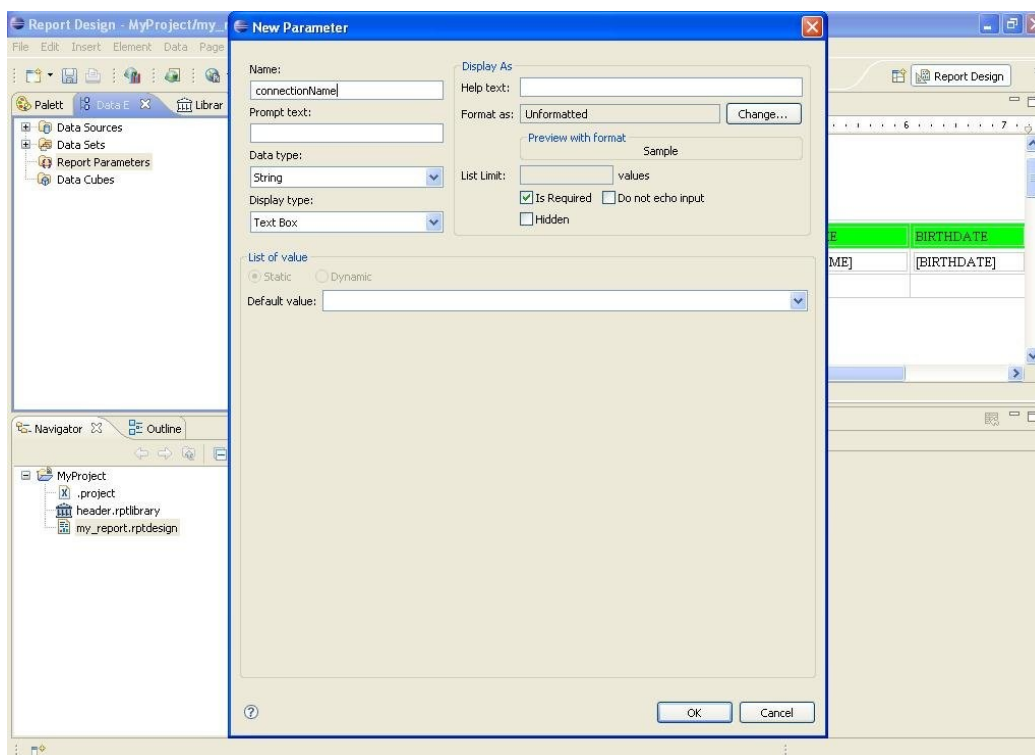 Report Design - MyProject/my_r
New Parameter
File Edit Insert Element Data Page
Report Design
Palett
Data E
Librar
Data Sources
Data Sets
Report Parameters
Data Cubes
Name:
connectionName
Prompt text:
Data type:
String
Display type:
Text Box
Display As
Help text:
Format as: Unformatted Change...
Preview with format
Sample
List Limit: values
Is Required Do not echo input
Hidden
List of value
Static Dynamic
Default value:
6 7
E BIRTHDATE
ME] [BIRTHDATE]
Navigator Outline
MyProject
.project
header.rptlibrary
my_report.rptdesign
OK Cancel